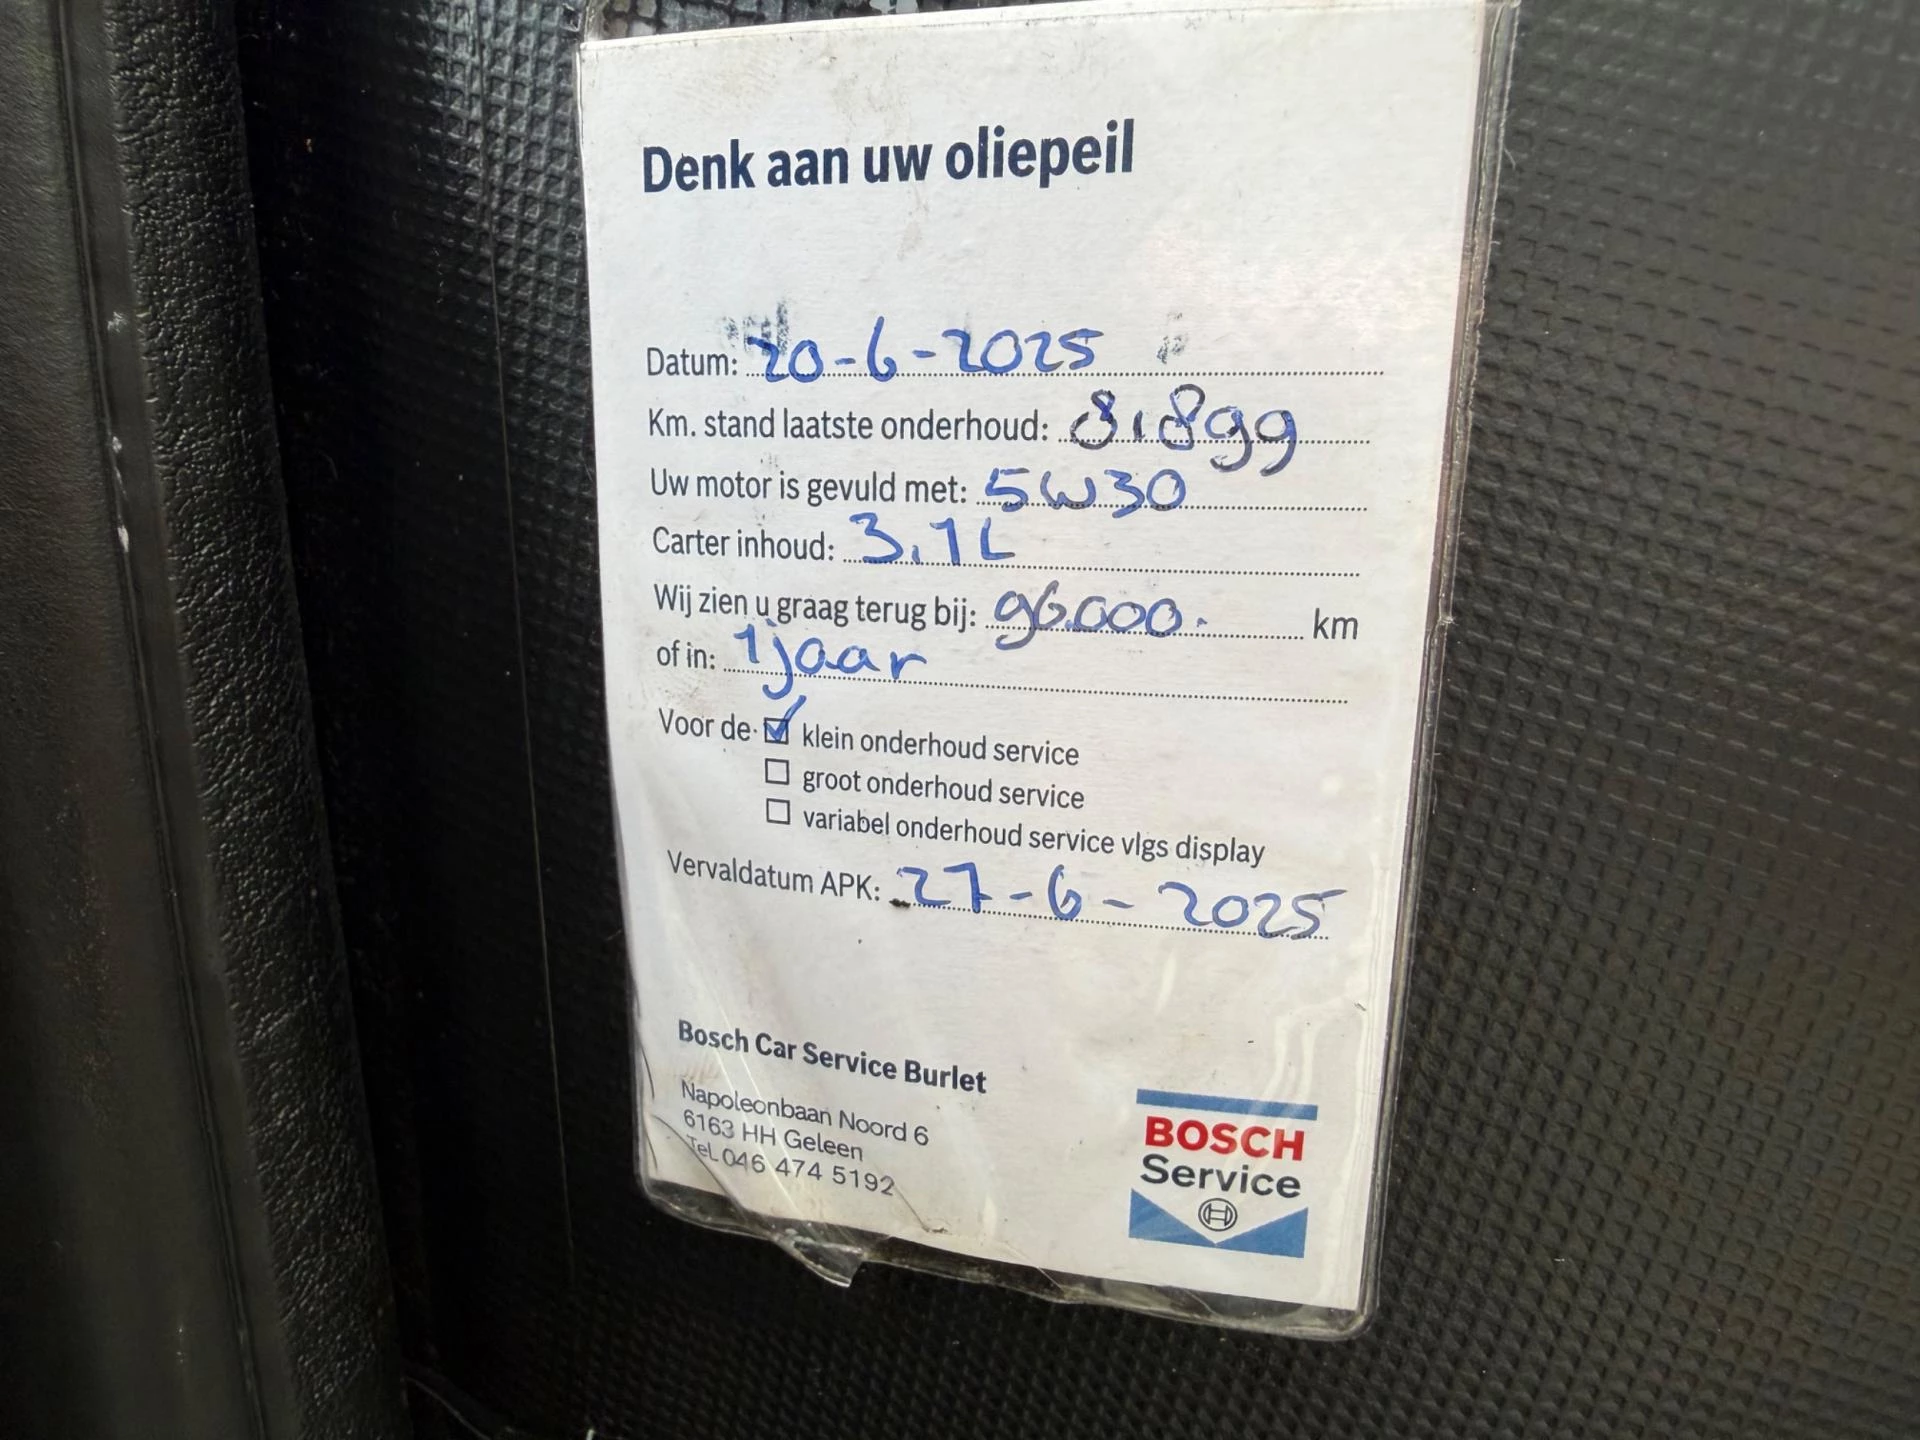 Denk aan uw oliepeil
Datum: 20-6-2025
Km. stand laatste onderhoud: 81899
Uw motor is gevuld met: 5W30
Carter inhoud: 3.1L
Wij zien u graag terug bij: 96.000. km
of in: 1 jaar
Voor de klein onderhoud service
groot onderhoud service
variabel onderhoud service vlgs display
Vervaldatum APK: 27-6-2025
Bosch Car Service Burlet
Napoleonbaan Noord 6
6163 HH Geleen
Tel. 046 474 5192
BOSCH
Service